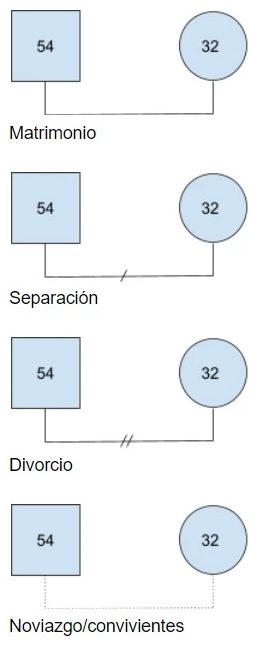 54 32
Matrimonio
54 32
Separación
54 32
Divorcio
54 32
Noviazgo/convivientes